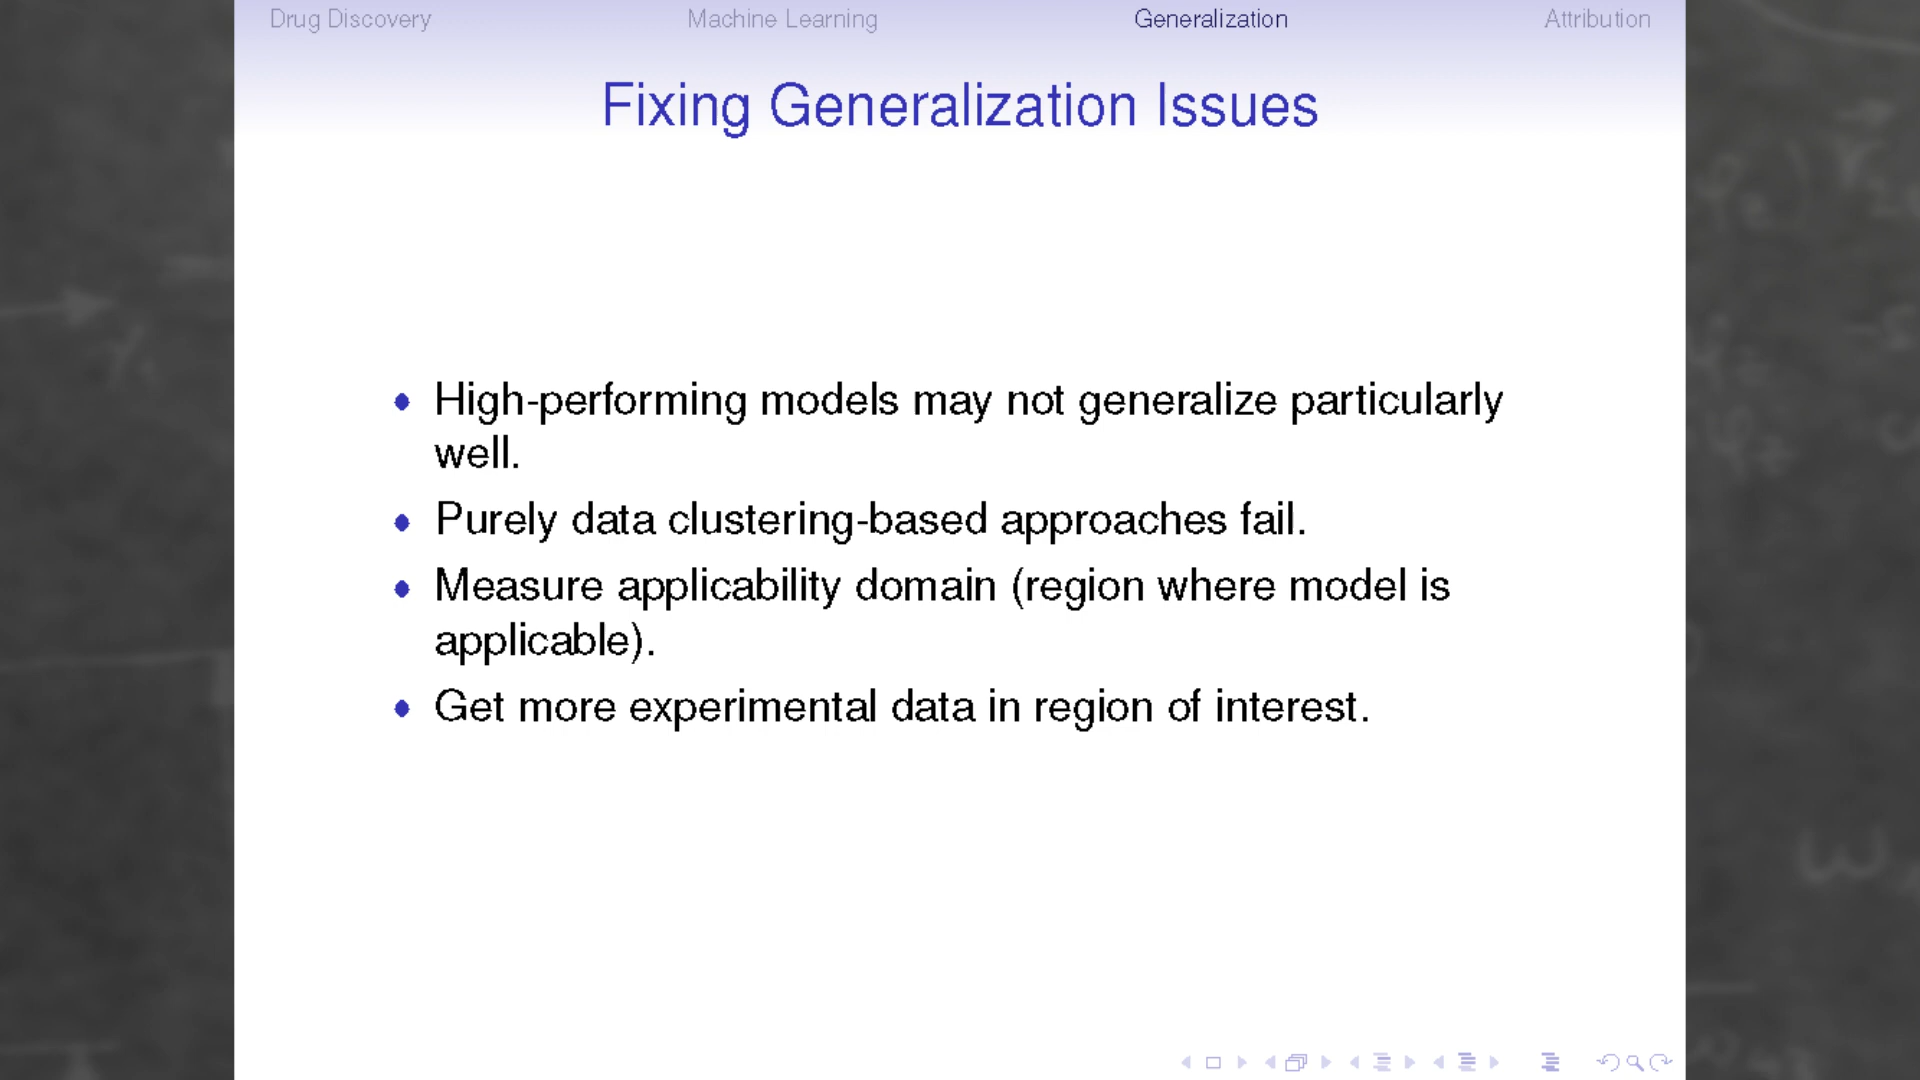 Drug Discovery Machine Learning Generalization Attribution
Fixing Generalization Issues
• High-performing models may not generalize particularly
well.
• Purely data clustering-based approaches fail.
• Measure applicability domain (region where model is
applicable).
• Get more experimental data in region of interest.